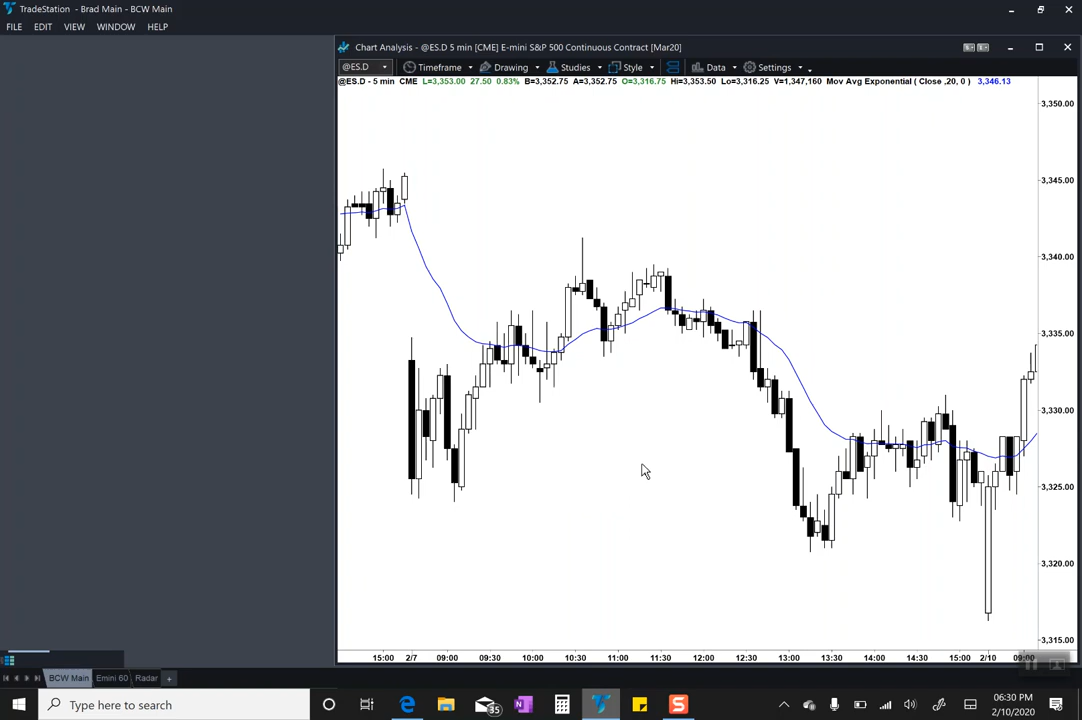 TradeStation - Brad Main - BCW Main
FILE EDIT VIEW WINDOW HELP
Chart Analysis - @ES.D 5 min [CME] E-mini S&P 500 Continuous Contract [Mar20]
@ES.D Timeframe Drawing Studies Style Data Settings
@ES.D - 5 min CME L=3,353.00 27.50 0.83% B=3,352.75 A=3,352.75 O=3,316.75 Hi=3,353.50 Lo=3,316.25 V=1,347,160 Mov Avg Exponential ( Close ,20, 0 ) 3,346.13
3,350.00
3,345.00
3,340.00
3,335.00
3,330.00
3,325.00
3,320.00
3,315.00
15:00 2/7 09:00 09:30 10:00 10:30 11:00 11:30 12:00 12:30 13:00 13:30 14:00 14:30 15:00 2/10 09:00
BCW Main Emini 60 Radar +
Type here to search
35
06:30 PM
2/10/2020